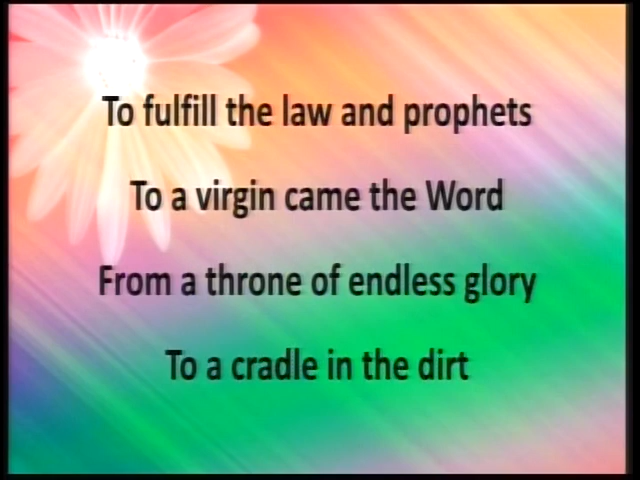 To fulfill the law and prophets
To a virgin came the Word
From a throne of endless glory
To a cradle in the dirt